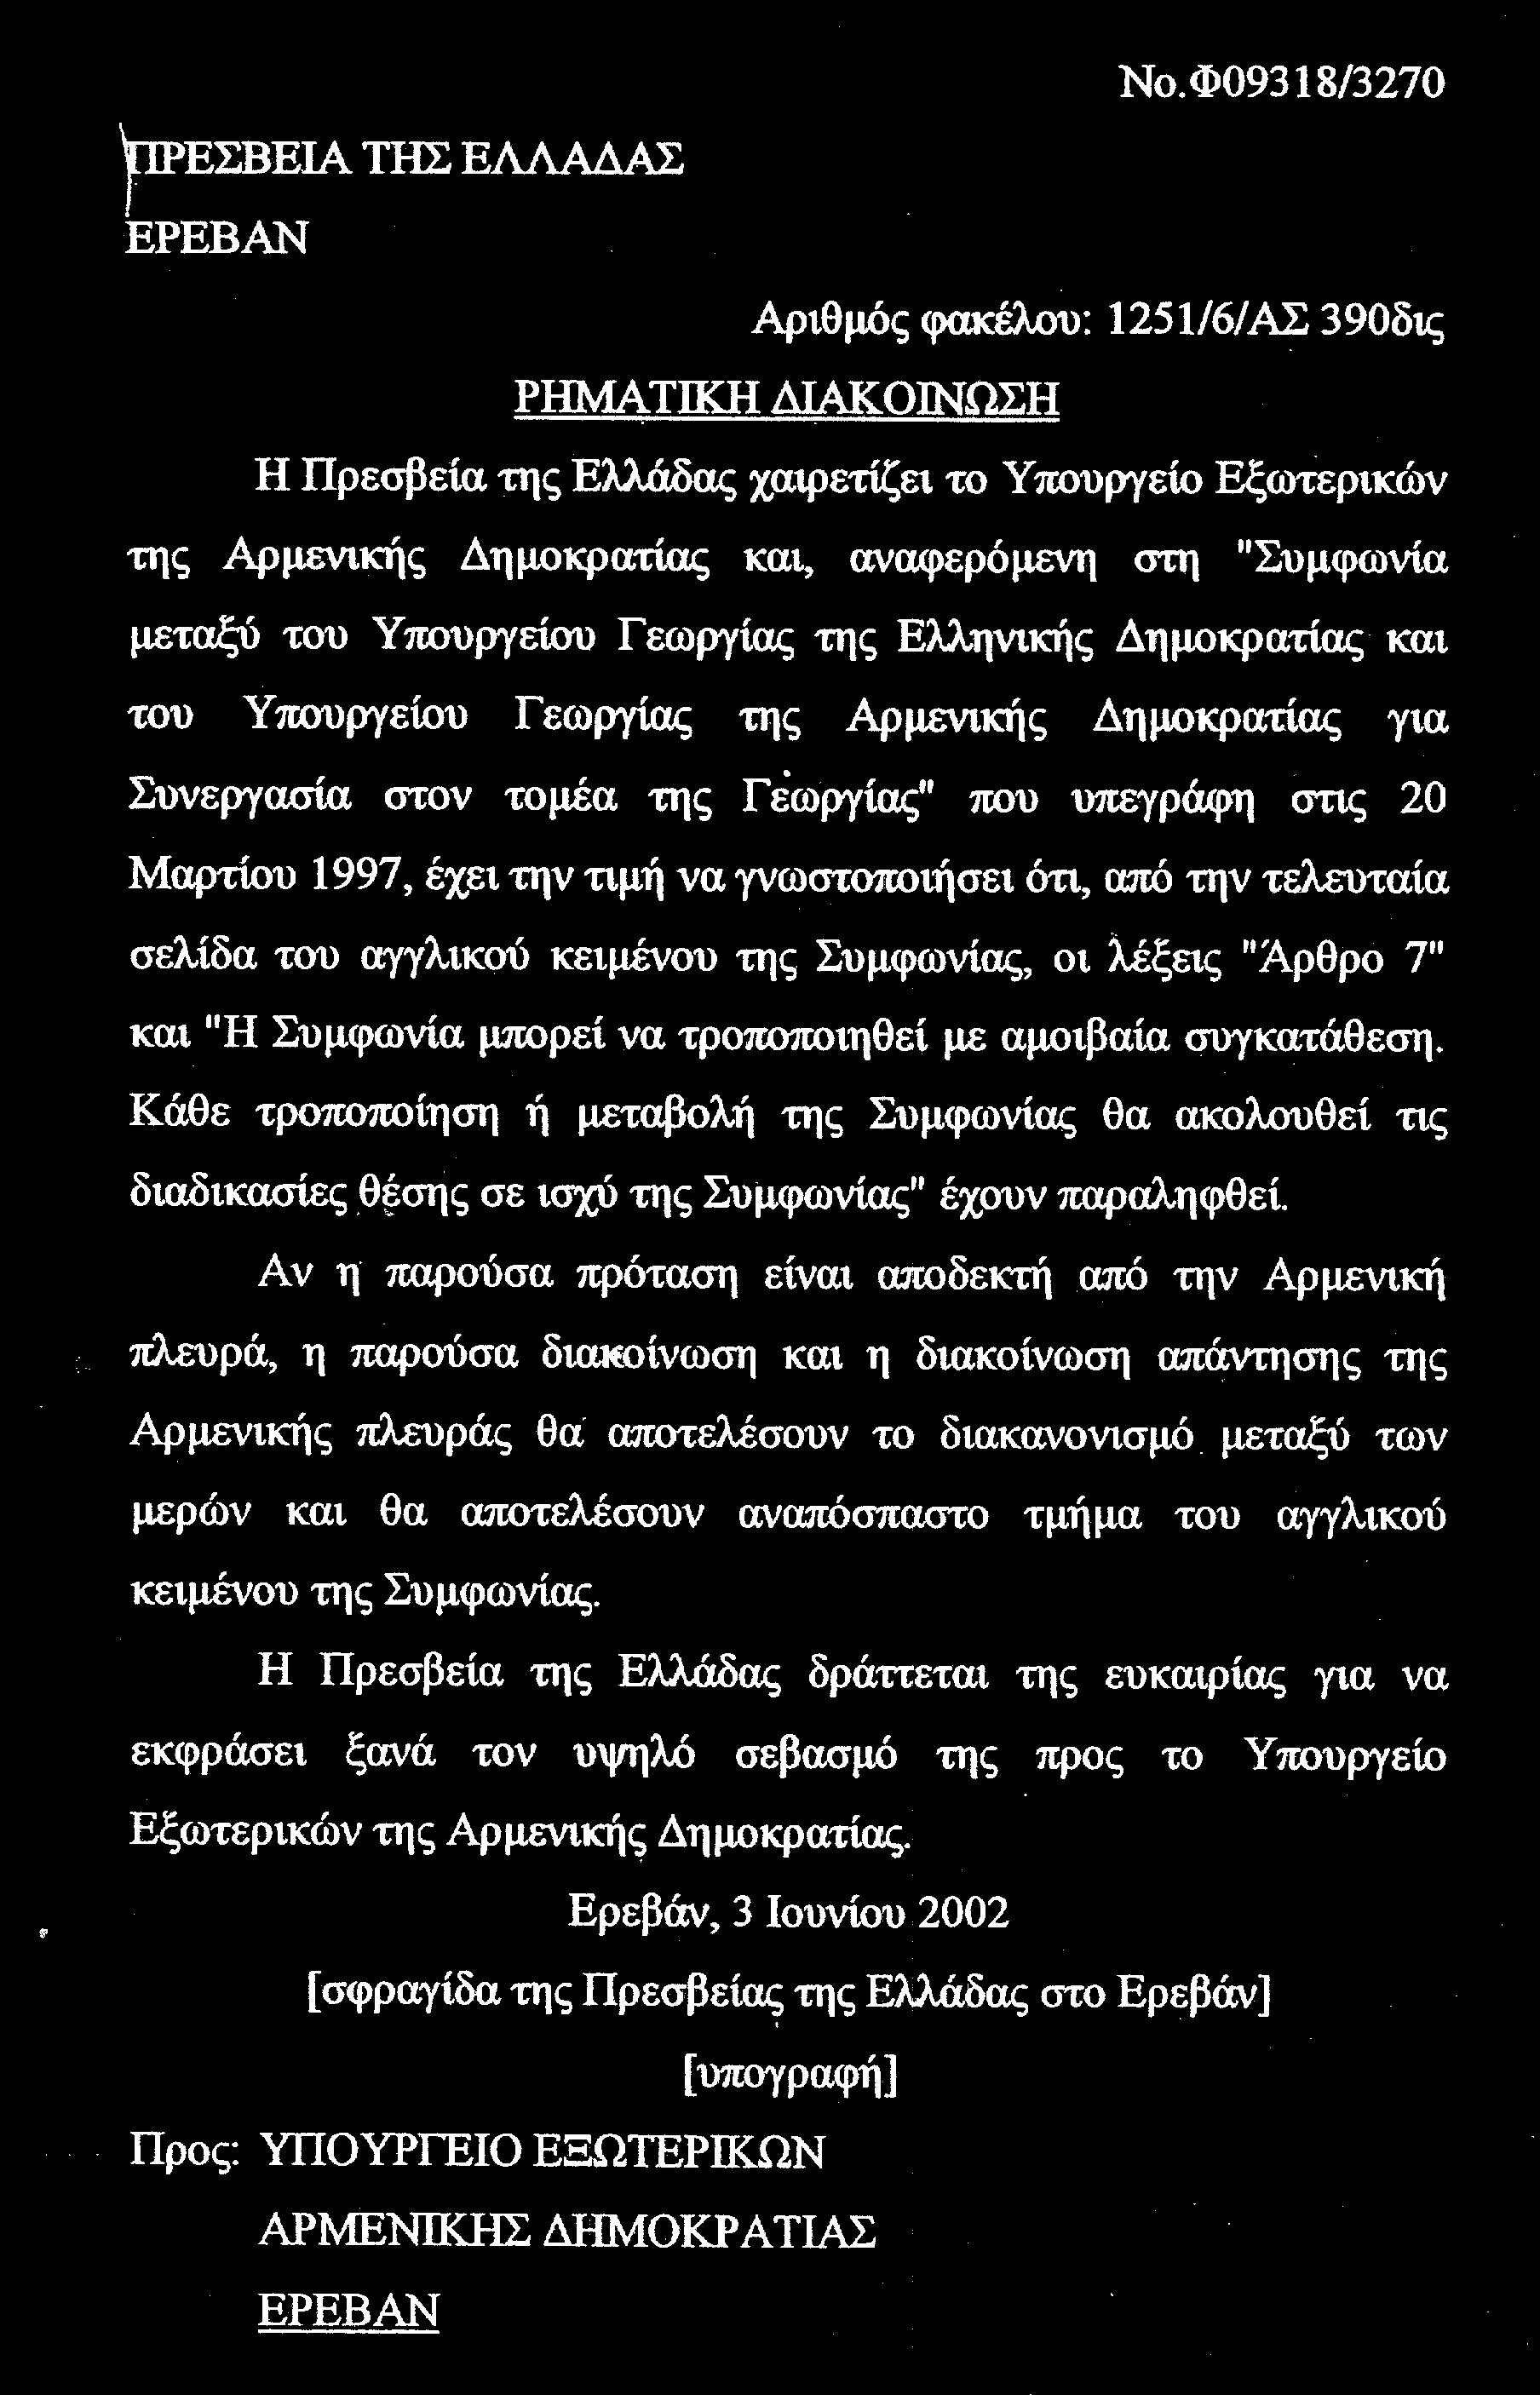 Νο.Φ09318/3270
ΠΡΕΣΒΕΙΑ ΤΗΣ ΕΛΛΑΔΑΣ
ΕΡΕΒΑΝ
Αριθμός φακέλου: 1251/6/ΑΣ 390δις
ΡΗΜΑΤΙΚΗ ΔΙΑΚΟΙΝΩΣΗ
Η Πρεσβεία της Ελλάδας χαιρετίζει το Υπουργείο Εξωτερικών
της Αρμενικής Δημοκρατίας και, αναφερόμενη στη "Συμφωνία
μεταξύ του Υπουργείου Γεωργίας της Ελληνικής Δημοκρατίας και
του Υπουργείου Γεωργίας της Αρμενικής Δημοκρατίας για
Συνεργασία στον τομέα της Γεωργίας" που υπεγράφη στις 20
Μαρτίου 1997, έχει την τιμή να γνωστοποιήσει ότι, από την τελευταία
σελίδα του αγγλικού κειμένου της Συμφωνίας, οι λέξεις "Άρθρο 7"
και "Η Συμφωνία μπορεί να τροποποιηθεί με αμοιβαία συγκατάθεση.
Κάθε τροποποίηση ή μεταβολή της Συμφωνίας θα ακολουθεί τις
διαδικασίες θέσης σε ισχύ της Συμφωνίας" έχουν παραληφθεί.
Αν η παρούσα πρόταση είναι αποδεκτή από την Αρμενική
πλευρά, η παρούσα διακοίνωση και η διακοίνωση απάντησης της
Αρμενικής πλευράς θα αποτελέσουν το διακανονισμό μεταξύ των
μερών και θα αποτελέσουν αναπόσπαστο τμήμα του αγγλικού
κειμένου της Συμφωνίας.
Η Πρεσβεία της Ελλάδας δράττεται της ευκαιρίας για να
εκφράσει ξανά τον υψηλό σεβασμό της προς το Υπουργείο
Εξωτερικών της Αρμενικής Δημοκρατίας.
Ερεβάν, 3 Ιουνίου 2002
[σφραγίδα της Πρεσβείας της Ελλάδας στο Ερεβάν]
[υπογραφή]
Προς: ΥΠΟΥΡΓΕΙΟ ΕΞΩΤΕΡΙΚΩΝ
ΑΡΜΕΝΙΚΗΣ ΔΗΜΟΚΡΑΤΙΑΣ
ΕΡΕΒΑΝ